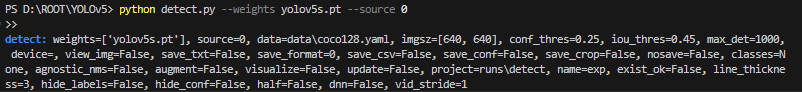 PS D:\ROOT\YOLOv5> python detect.py --weights yolov5s.pt --source 0
>>
detect: weights=['yolov5s.pt'], source=0, data=data\coco128.yaml, imgsz=[640, 640], conf_thres=0.25, iou_thres=0.45, max_det=1000,
 device=, view_img=False, save_txt=False, save_format=0, save_csv=False, save_conf=False, save_crop=False, nosave=False, classes=N
one, agnostic_nms=False, augment=False, visualize=False, update=False, project=runs\detect, name=exp, exist_ok=False, line_thickne
ss=3, hide_labels=False, hide_conf=False, half=False, dnn=False, vid_stride=1